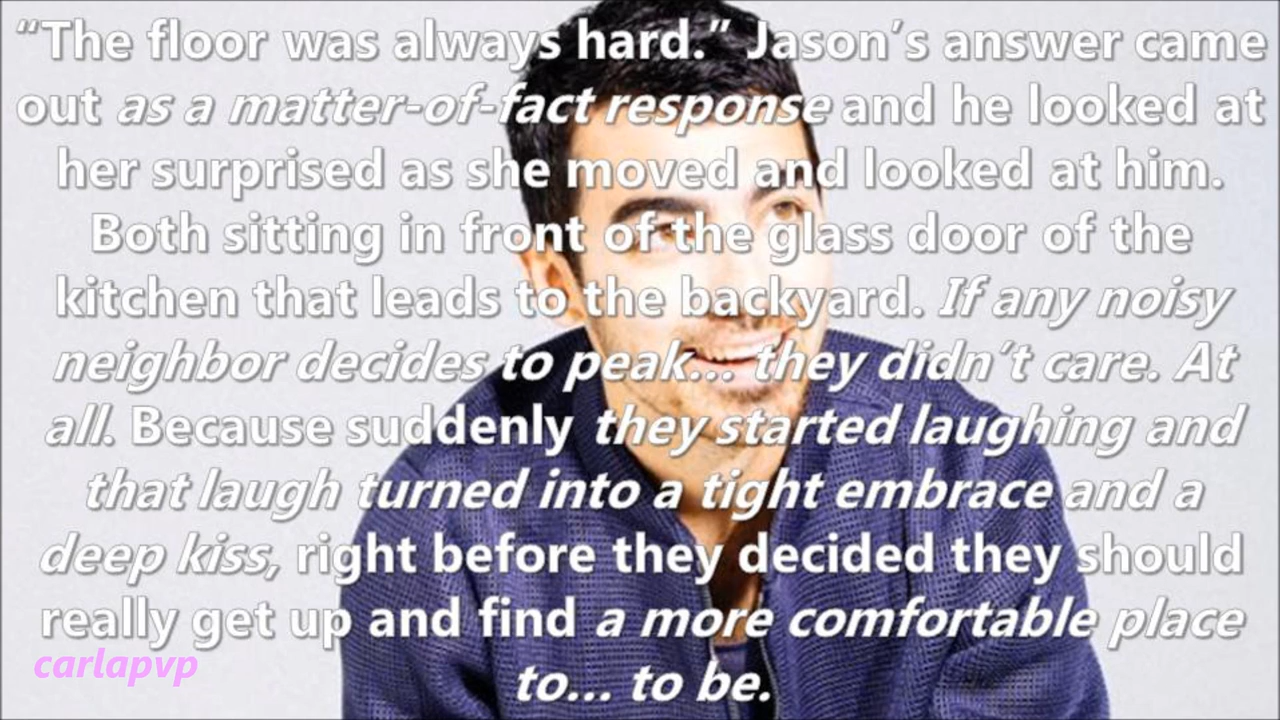 “The floor was always hard.” Jason’s answer came
out as a matter-of-fact response and he looked at
her surprised as she moved and looked at him.
Both sitting in front of the glass door of the
kitchen that leads to the backyard. If any noisy
neighbor decides to peak... they didn’t care. At
all. Because suddenly they started laughing and
that laugh turned into a tight embrace and a
deep kiss, right before they decided they should
really get up and find a more comfortable place
to... to be.
carlapvp